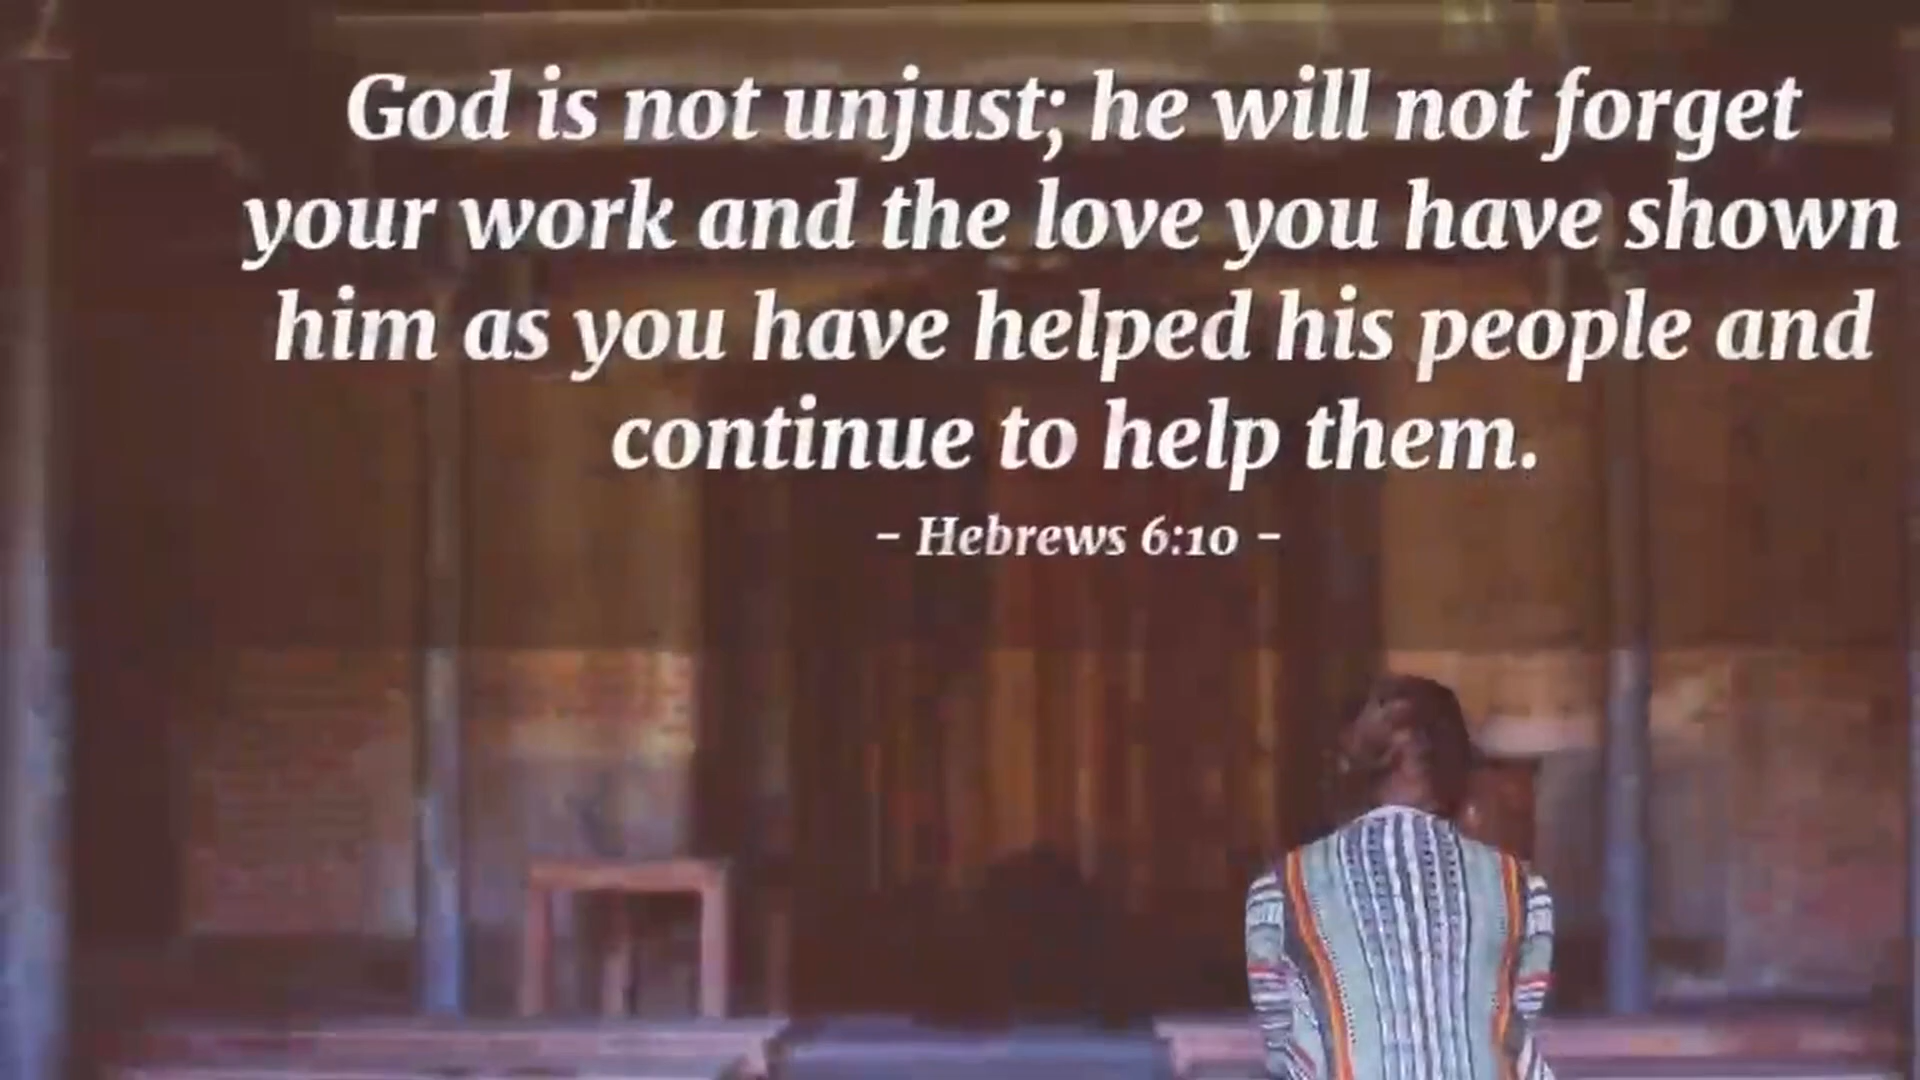 God is not unjust; he will not forget
your work and the love you have shown
him as you have helped his people and
continue to help them.
- Hebrews 6:10 -